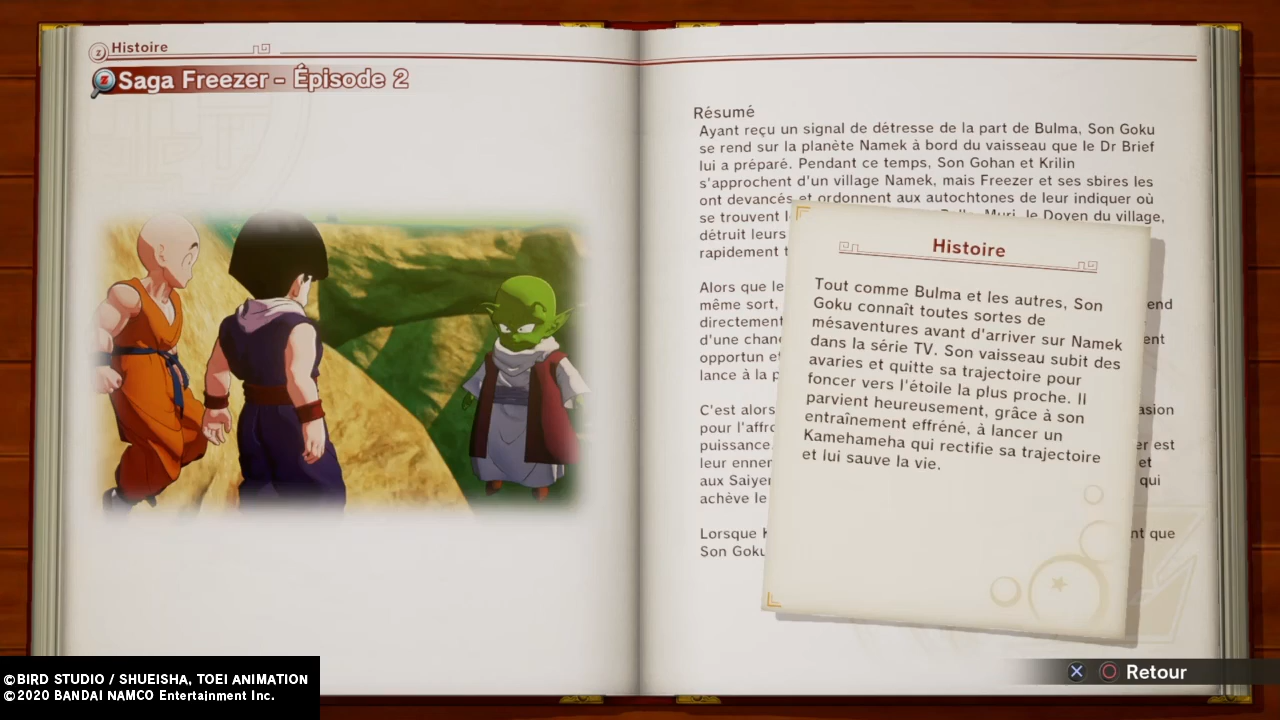 Histoire
Saga Freezer - Épisode 2
Résumé
Ayant reçu un signal de détresse de la part de Bulma, Son Goku
se rend sur la planète Namek à bord du vaisseau que le Dr Brief
lui a préparé. Pendant ce temps, Son Gohan et Krilin
s'approchent d'un village Namek, mais Freezer et ses sbires les
ont devancés et ordonnent aux autochtones de leur indiquer où
se trouvent Muri, le Doyen du village,
détruit leurs
rapidement
Alors que le
même sort,
directement
d'une
opportun
lance à la
C'est alors
pour
puissance. est
leur et
aux qui
achève le
Lorsque que
Son Goku
Histoire
Tout comme Bulma et les autres, Son
Goku connaît toutes sortes de
mésaventures avant d'arriver sur Namek
dans la série TV. Son vaisseau subit des
avaries et quitte sa trajectoire pour
foncer vers l'étoile la plus proche. Il
parvient heureusement, grâce à son
entraînement effréné, à lancer un
Kamehameha qui rectifie sa trajectoire
et lui sauve la vie.
Retour
©BIRD STUDIO / SHUEISHA, TOEI ANIMATION
©2020 BANDAI NAMCO Entertainment Inc.